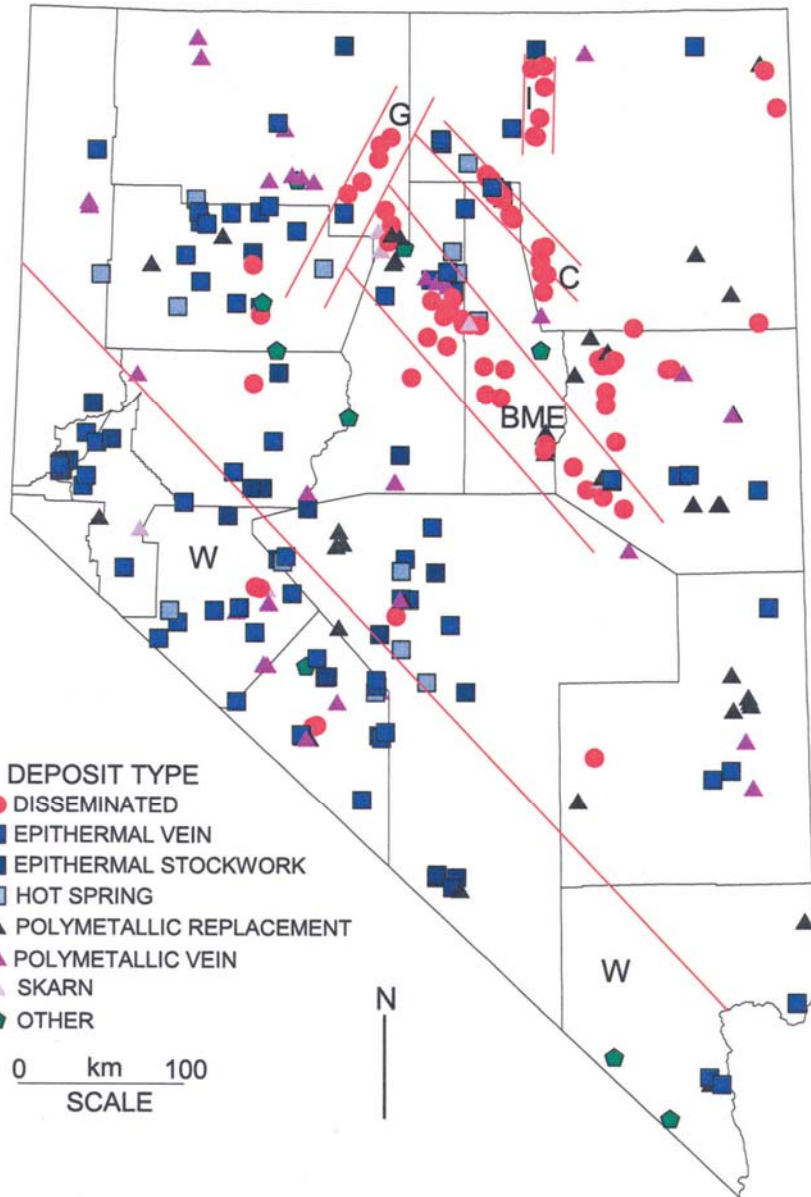 I
G
C
BME
W
DEPOSIT TYPE
DISSEMINATED
EPITHERMAL VEIN
EPITHERMAL STOCKWORK
HOT SPRING
POLYMETALLIC REPLACEMENT
POLYMETALLIC VEIN
SKARN
OTHER
W
N
0 km 100
SCALE